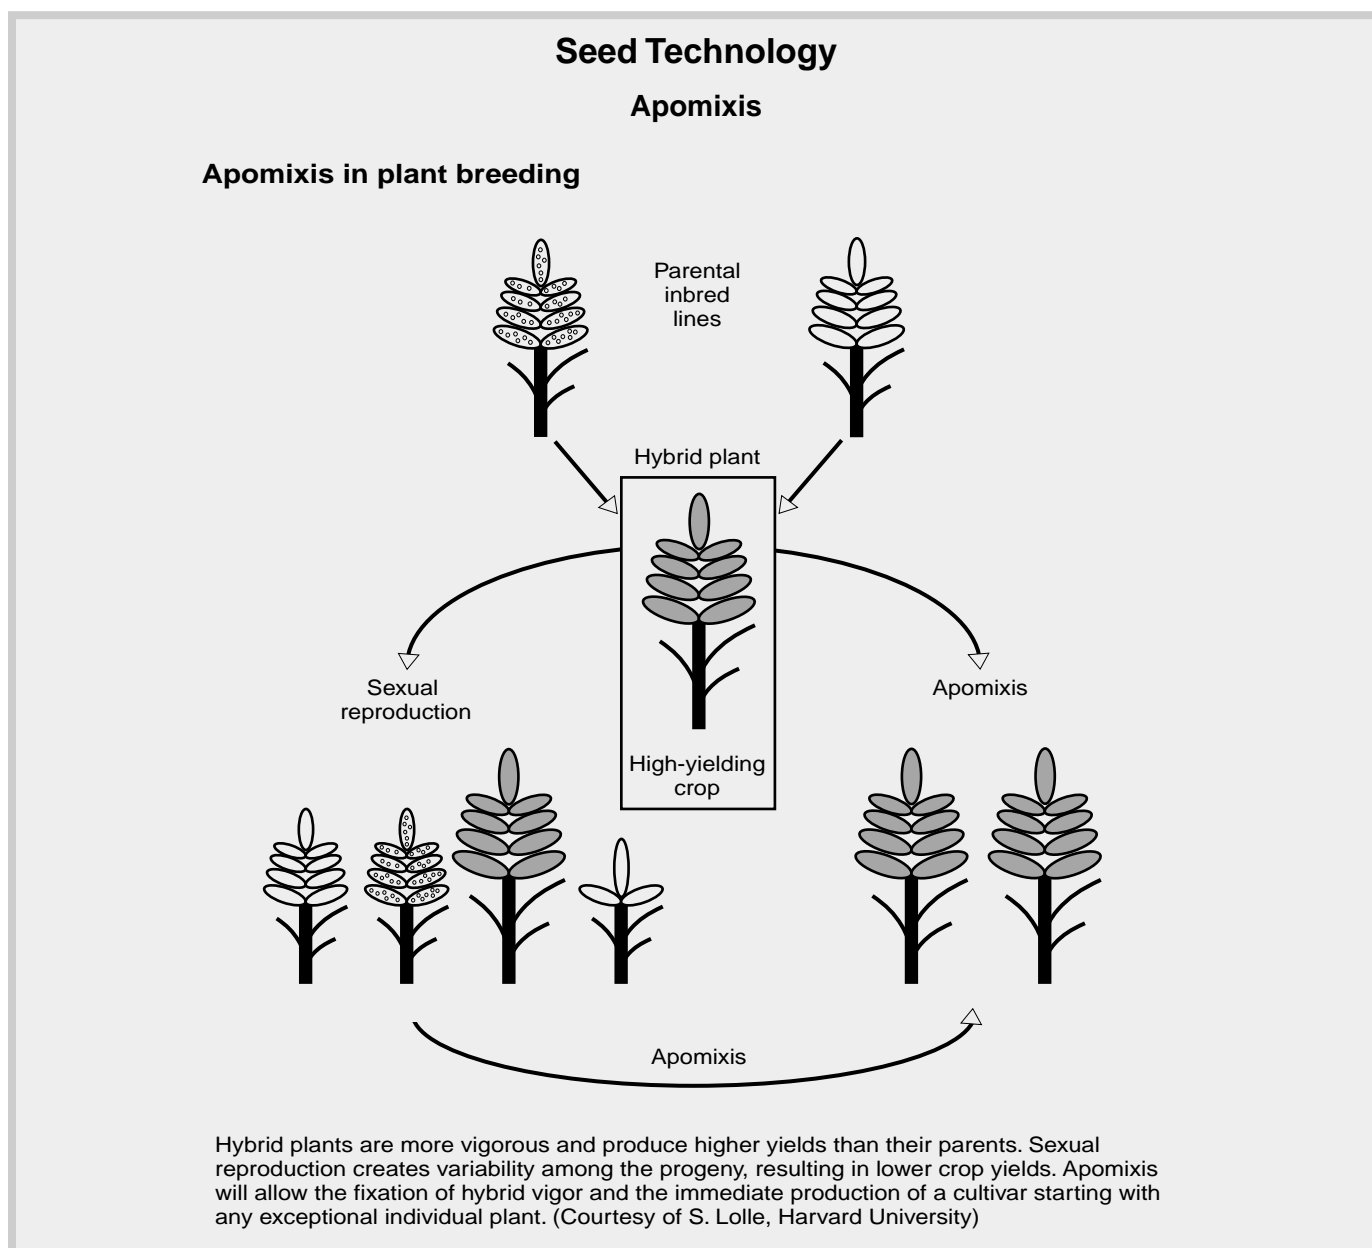 Seed Technology
Apomixis
Apomixis in plant breeding
Parental
inbred
lines
Hybrid plant
High-yielding
crop
Sexual
reproduction
Apomixis
Apomixis
Hybrid plants are more vigorous and produce higher yields than their parents. Sexual
reproduction creates variability among the progeny, resulting in lower crop yields. Apomixis
will allow the fixation of hybrid vigor and the immediate production of a cultivar starting with
any exceptional individual plant. (Courtesy of S. Lolle, Harvard University)